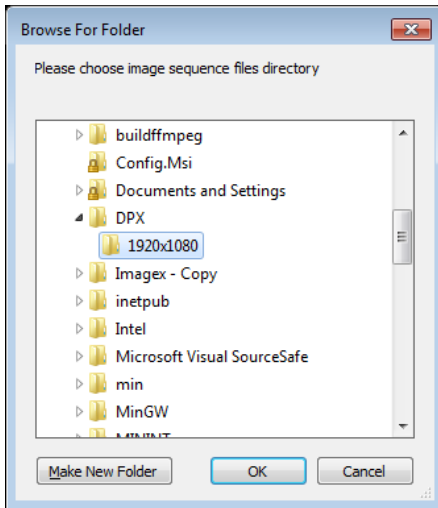 Browse For Folder
Please choose image sequence files directory
buildffmpeg
Config.Msi
Documents and Settings
DPX
1920x1080
Imagex - Copy
inetpub
Intel
Microsoft Visual SourceSafe
min
MinGW
MININT
Make New Folder
OK
Cancel